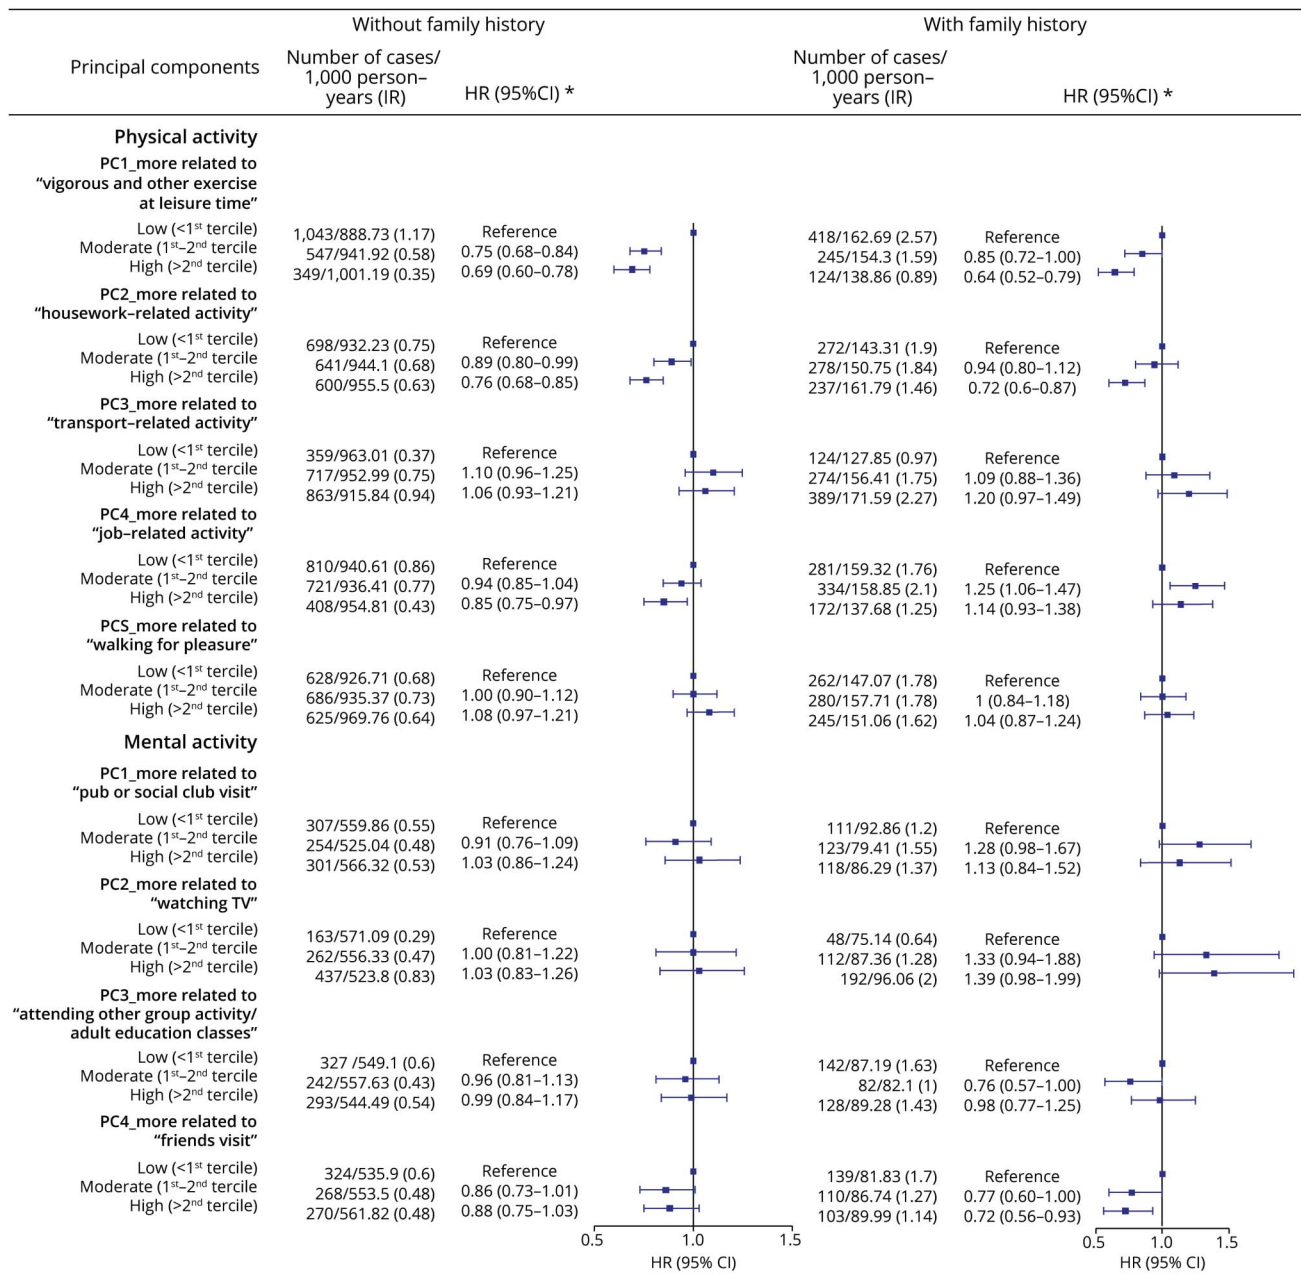 Without family history With family history
Principal components Number of cases/ 1,000 person– years (IR) HR (95%CI) * Number of cases/ 1,000 person– years (IR) HR (95%CI) *
Physical activity
PC1_more related to
“vigorous and other exercise
at leisure time”
Low (<1st tercile) 1,043/888.73 (1.17) Reference 418/162.69 (2.57) Reference
Moderate (1st–2nd tercile 547/941.92 (0.58) 0.75 (0.68–0.84) 245/154.3 (1.59) 0.85 (0.72–1.00)
High (>2nd tercile) 349/1,001.19 (0.35) 0.69 (0.60–0.78) 124/138.86 (0.89) 0.64 (0.52–0.79)
PC2_more related to
“housework–related activity”
Low (<1st tercile) 698/932.23 (0.75) Reference 272/143.31 (1.9) Reference
Moderate (1st–2nd tercile 641/944.1 (0.68) 0.89 (0.80–0.99) 278/150.75 (1.84) 0.94 (0.80–1.12)
High (>2nd tercile) 600/955.5 (0.63) 0.76 (0.68–0.85) 237/161.79 (1.46) 0.72 (0.6–0.87)
PC3_more related to
“transport–related activity”
Low (<1st tercile) 359/963.01 (0.37) Reference 124/127.85 (0.97) Reference
Moderate (1st–2nd tercile 717/952.99 (0.75) 1.10 (0.96–1.25) 274/156.41 (1.75) 1.09 (0.88–1.36)
High (>2nd tercile) 863/915.84 (0.94) 1.06 (0.93–1.21) 389/171.59 (2.27) 1.20 (0.97–1.49)
PC4_more related to
“job–related activity”
Low (<1st tercile) 810/940.61 (0.86) Reference 281/159.32 (1.76) Reference
Moderate (1st–2nd tercile 721/936.41 (0.77) 0.94 (0.85–1.04) 334/158.85 (2.1) 1.25 (1.06–1.47)
High (>2nd tercile) 408/954.81 (0.43) 0.85 (0.75–0.97) 172/137.68 (1.25) 1.14 (0.93–1.38)
PCS_more related to
“walking for pleasure”
Low (<1st tercile) 628/926.71 (0.68) Reference 262/147.07 (1.78) Reference
Moderate (1st–2nd tercile 686/935.37 (0.73) 1.00 (0.90–1.12) 280/157.71 (1.78) 1 (0.84–1.18)
High (>2nd tercile) 625/969.76 (0.64) 1.08 (0.97–1.21) 245/151.06 (1.62) 1.04 (0.87–1.24)
Mental activity
PC1_more related to
“pub or social club visit”
Low (<1st tercile) 307/559.86 (0.55) Reference 111/92.86 (1.2) Reference
Moderate (1st–2nd tercile 254/525.04 (0.48) 0.91 (0.76–1.09) 123/79.41 (1.55) 1.28 (0.98–1.67)
High (>2nd tercile) 301/566.32 (0.53) 1.03 (0.86–1.24) 118/86.29 (1.37) 1.13 (0.84–1.52)
PC2_more related to
“watching TV”
Low (<1st tercile) 163/571.09 (0.29) Reference 48/75.14 (0.64) Reference
Moderate (1st–2nd tercile 262/556.33 (0.47) 1.00 (0.81–1.22) 112/87.36 (1.28) 1.33 (0.94–1.88)
High (>2nd tercile) 437/523.8 (0.83) 1.03 (0.83–1.26) 192/96.06 (2) 1.39 (0.98–1.99)
PC3_more related to
“attending other group activity/
adult education classes”
Low (<1st tercile) 327 /549.1 (0.6) Reference 142/87.19 (1.63) Reference
Moderate (1st–2nd tercile 242/557.63 (0.43) 0.96 (0.81–1.13) 82/82.1 (1) 0.76 (0.57–1.00)
High (>2nd tercile) 293/544.49 (0.54) 0.99 (0.84–1.17) 128/89.28 (1.43) 0.98 (0.77–1.25)
PC4_more related to
“friends visit”
Low (<1st tercile) 324/535.9 (0.6) Reference 139/81.83 (1.7) Reference
Moderate (1st–2nd tercile 268/553.5 (0.48) 0.86 (0.73–1.01) 110/86.74 (1.27) 0.77 (0.60–1.00)
High (>2nd tercile) 270/561.82 (0.48) 0.88 (0.75–1.03) 103/89.99 (1.14) 0.72 (0.56–0.93)
0.5 1.0 1.5 0.5 1.0 1.5
HR (95% CI) HR (95% CI)